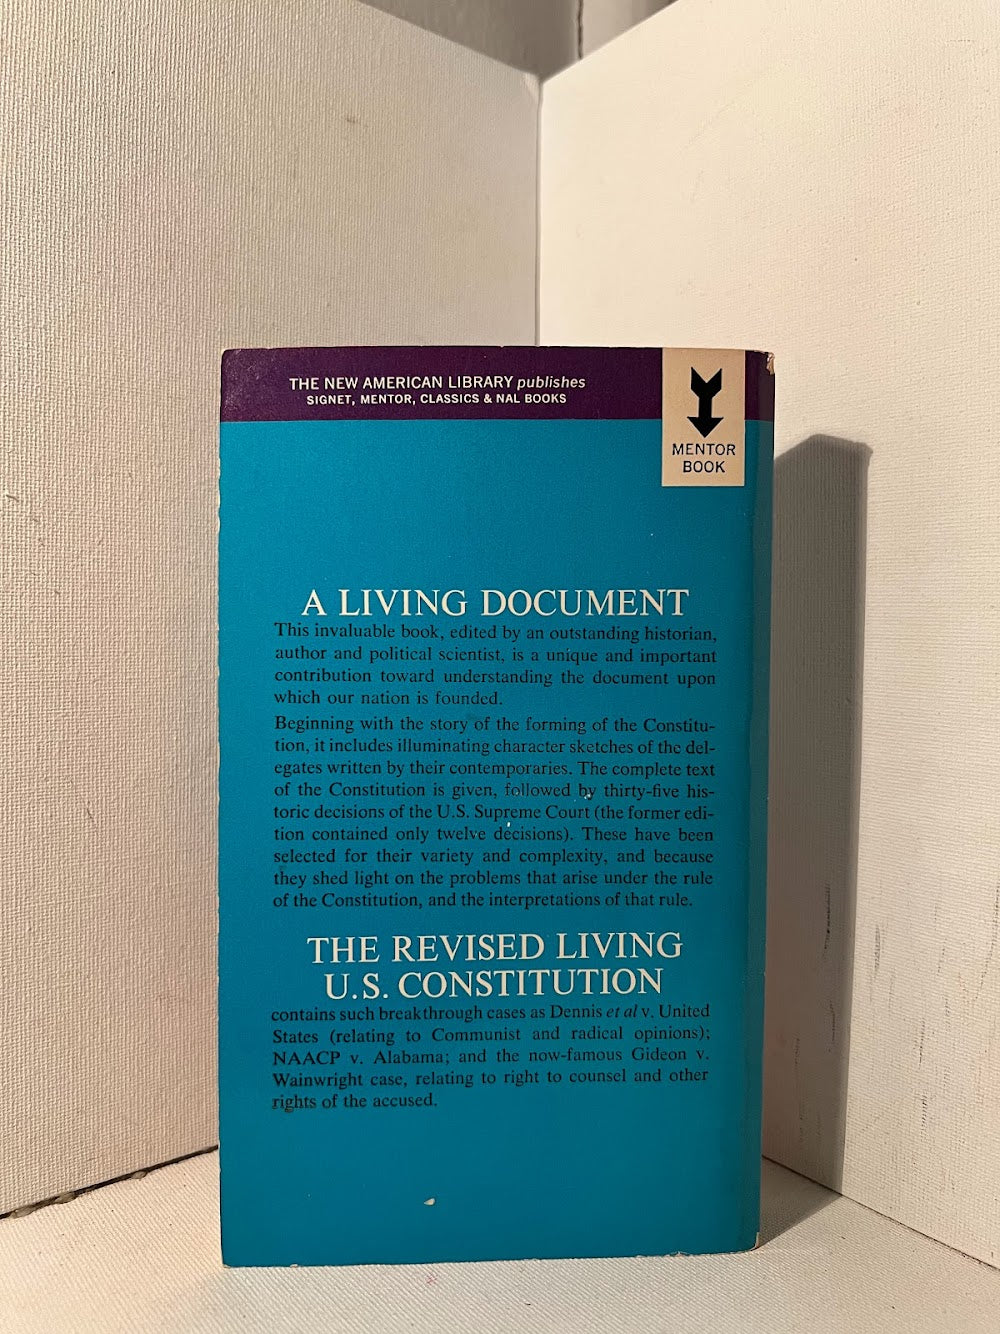 THE NEW AMERICAN LIBRARY publishes
SIGNET, MENTOR, CLASSICS & NAL BOOKS
MENTOR
BOOK
A LIVING DOCUMENT
This invaluable book, edited by an outstanding historian,
author and political scientist, is a unique and important
contribution toward understanding the document upon
which our nation is founded.
Beginning with the story of the forming of the Constitu-
tion, it includes illuminating character sketches of the del-
egates written by their contemporaries. The complete text
of the Constitution is given, followed by thirty-five his-
toric decisions of the U.S. Supreme Court (the former edi-
tion contained only twelve decisions). These have been
selected for their variety and complexity, and because
they shed light on the problems that arise under the rule
of the Constitution, and the interpretations of that rule.
THE REVISED LIVING
U.S. CONSTITUTION
contains such breakthrough cases as Dennis et al v. United
States (relating to Communist and radical opinions);
NAACP v. Alabama; and the now-famous Gideon v.
Wainwright case, relating to right to counsel and other
rights of the accused.